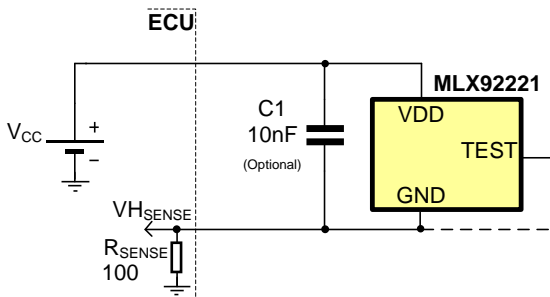 ECU
MLX92221
C1
10nF
(Optional)
VDD
TEST
GND
VCC
+
−
VHSENSE
RSENSE
100